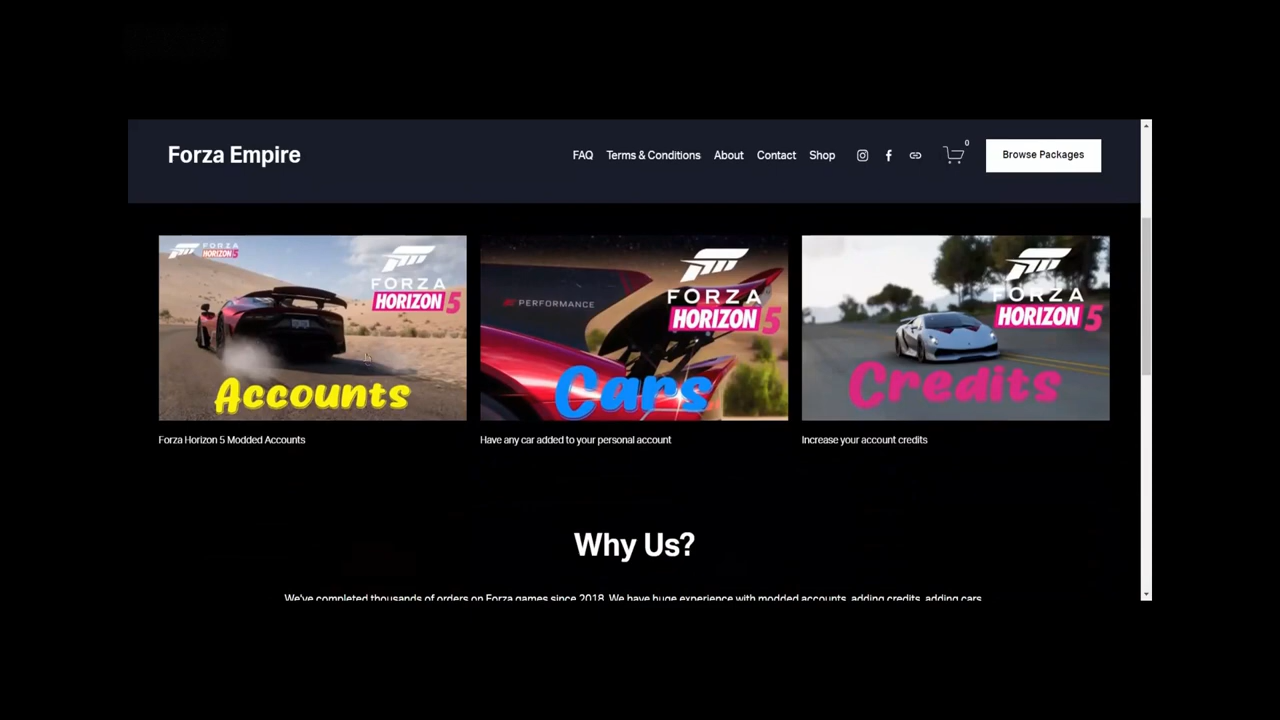 Forza Empire
FAQ
Terms & Conditions
About
Contact
Shop
0
Browse Packages
FORZA
HORIZON 5
FORZA
HORIZON 5
Accounts
PERFORMANCE
FORZA
HORIZON 5
Cars
FORZA
HORIZON 5
Credits
Forza Horizon 5 Modded Accounts
Have any car added to your personal account
Increase your account credits
Why Us?
We've completed thousands of orders on Forza games since 2018. We have huge experience with modded accounts, adding credits, adding cars